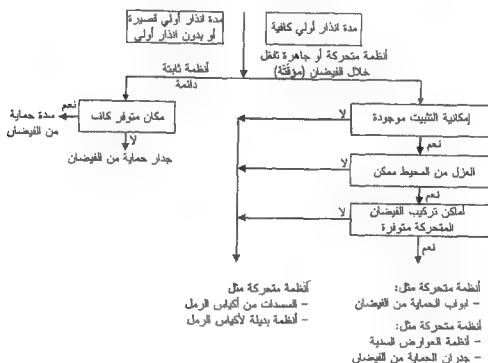 مدة انذار أولي كافية
مدة انذار أولي قصيرة
أو بدون انذار أولي
أنظمة متحركة أو جاهزة تنقل
خلال الفيضان (مؤقتة)
أنظمة ثابتة
دائمة
إمكانية التثبيت موجودة
لا
نعم
العزل من المحيط ممكن
لا
نعم
أماكن تركيب الفيضان
المتحركة متوفرة
لا
نعم
مكان متوفر كاف
نعم
سدة حماية
من الفيضان
لا
جدار حماية من الفيضان
أنظمة متحركة مثل:
– ابواب الحماية من الفيضان
أنظمة متحركة مثل:
– أنظمة العوارض السدية
– جدران الحماية من الفيضان
أنظمة متحركة مثل
– المسدات من أكياس الرمل
– أنظمة بديلة لأكياس الرمل